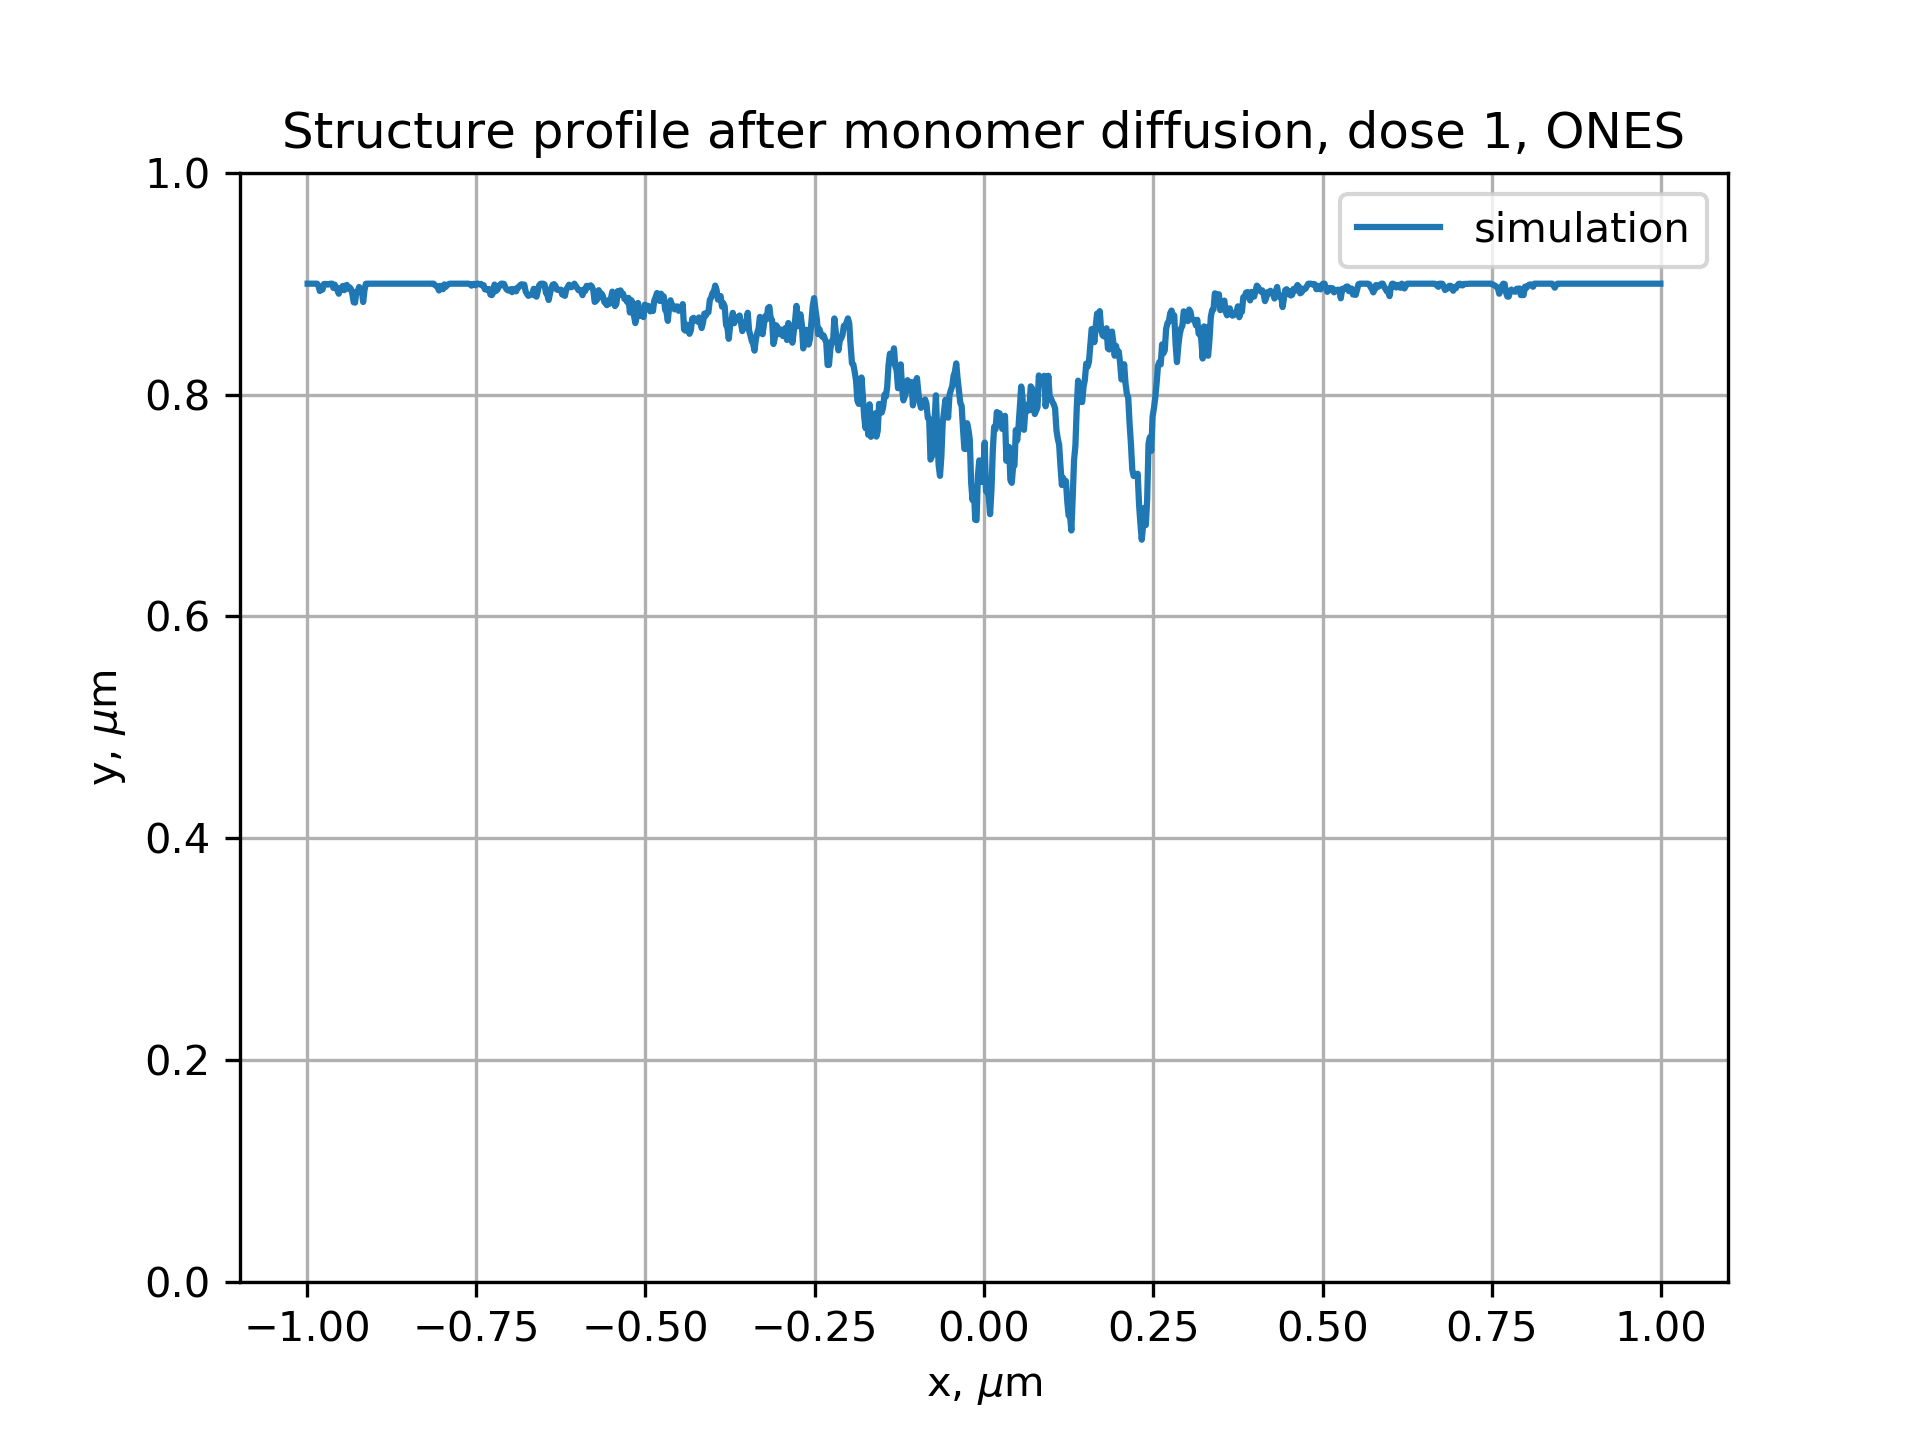 Structure profile after monomer diffusion, dose 1, ONES
simulation
1.0
0.8
0.6
0.4
0.2
0.0
y, μm
−1.00 −0.75 −0.50 −0.25 0.00 0.25 0.50 0.75 1.00
x, μm